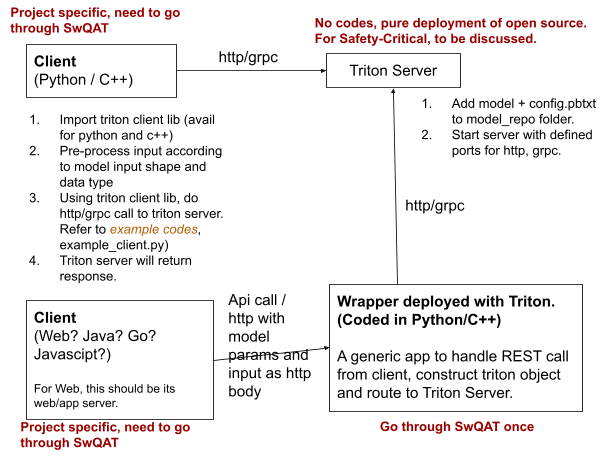 Project specific, need to go
through SwQAT
No codes, pure deployment of open source.
For Safety-Critical, to be discussed.
Client
(Python / C++)
http/grpc
Triton Server
1. Import triton client lib (avail
for python and c++)
2. Pre-process input according
to model input shape and
data type
3. Using triton client lib, do
http/grpc call to triton server.
Refer to example codes,
example_client.py)
4. Triton server will return
response.
1. Add model + config.pbtxt
to model_repo folder.
2. Start server with defined
ports for http, grpc.
http/grpc
Client
(Web? Java? Go?
Javascipt?)
For Web, this should be its
web/app server.
Api call /
http with
model
params and
input as http
body
Wrapper deployed with Triton.
(Coded in Python/C++)
A generic app to handle REST call
from client, construct triton object
and route to Triton Server.
Project specific, need to go
through SwQAT
Go through SwQAT once